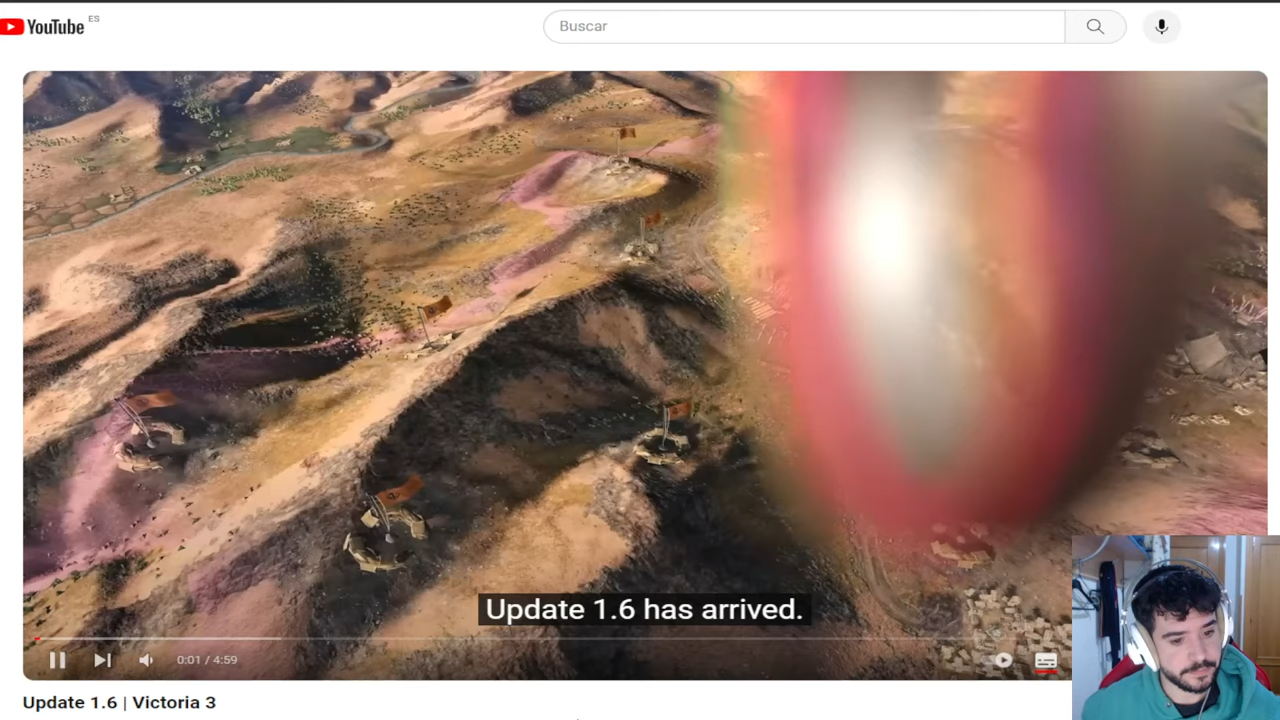 YouTube ES
Buscar
Update 1.6 has arrived.
0:01 / 4:59
Update 1.6 | Victoria 3